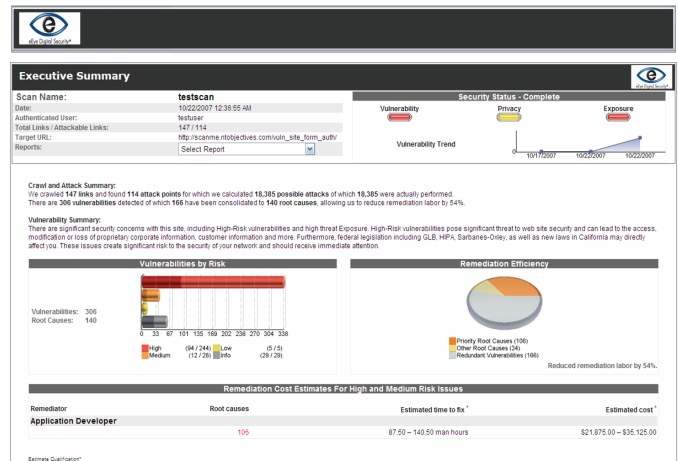 e
eEye Digital Security®
Executive Summary
e
eEye Digital Security®
Scan Name: testscan
Date: 10/22/2007 12:36:55 AM
Authenticated User: testuser
Total Links / Attackable Links: 147 / 114
Target URL: http://scanme.ntobjectives.com/vuln_site_form_auth/
Reports: Select Report
Security Status - Complete
Vulnerability Privacy Exposure
Vulnerability Trend
0
10/17/2007 10/22/2007 10/22/2007
Crawl and Attack Summary:
We crawled 147 links and found 114 attack points for which we calculated 18,385 possible attacks of which 18,385 were actually performed.
There are 306 vulnerabilities detected of which 166 have been consolidated to 140 root causes, allowing us to reduce remediation labor by 54%.
Vulnerability Summary:
There are significant security concerns with this site, including High-Risk vulnerabilities and high threat Exposure. High-Risk vulnerabilities pose significant threat to web site security and can lead to the access,
modification or loss of proprietary corporate information, customer information and more. Furthermore, federal legislation including GLB, HIPA, Sarbanes-Oxley, as well as new laws in California may directly
affect you. These issues create significant risk to the security of your network and should receive immediate attention.
Vulnerabilities by Risk
Vulnerabilities: 306
Root Causes: 140
0 33 67 101 135 169 202 236 270 304 338
High (94 / 244) Low (5 / 5)
Medium (12 / 28) Info (29 / 29)
Remediation Efficiency
Priority Root Causes (106)
Other Root Causes (34)
Redundant Vulnerabilities (166)
Reduced remediation labor by 54%.
Remediation Cost Estimates For High and Medium Risk Issues
Remediator Root causes Estimated time to fix * Estimated cost *
Application Developer
106 87.50 – 140.50 man hours $21,875.00 – $35,125.00
Estimate Qualification*